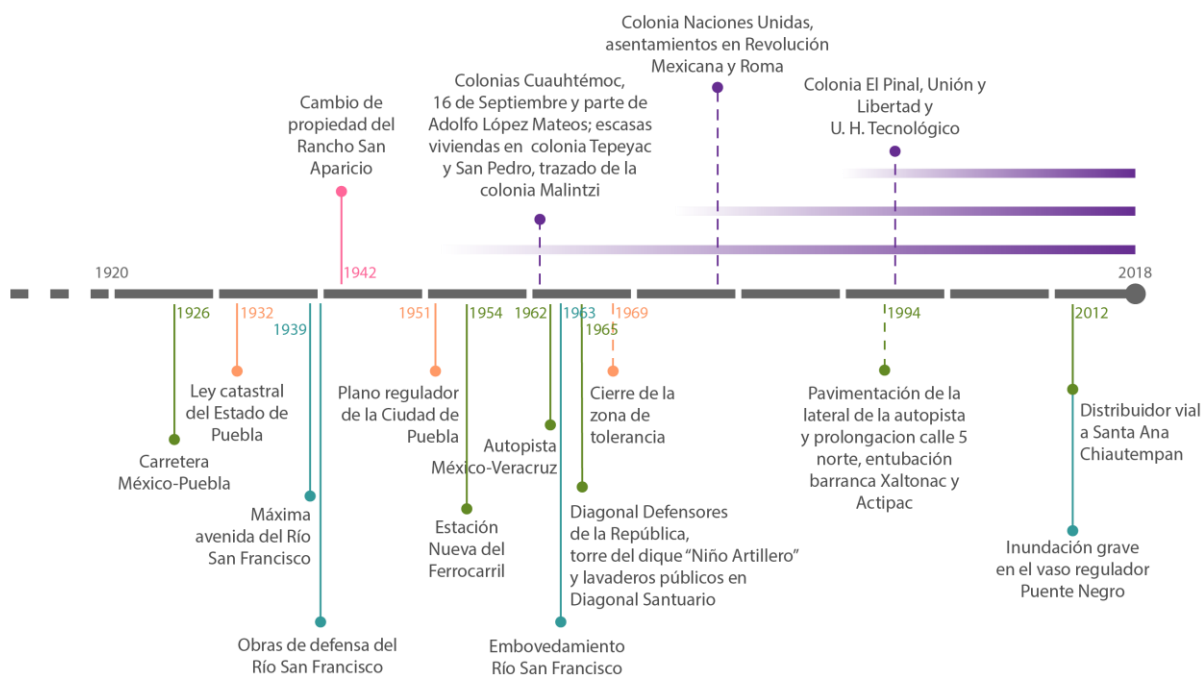 Colonia Naciones Unidas,
asentamientos en Revolución
Mexicana y Roma
Colonias Cuauhtémoc,
16 de Septiembre y parte de
Adolfo López Mateos; escasas
viviendas en colonia Tepeyac
y San Pedro, trazado de la
colonia Malintzi
Colonia El Pinal, Unión y
Libertad y
U. H. Tecnológico
Cambio de
propiedad del
Rancho San
Aparicio
1920
1942
2018
1926
1932
1939
1951
1954
1962
1963
1965
1969
1994
2012
Ley catastral
del Estado de
Puebla
Carretera
México-Puebla
Máxima
avenida del Río
San Francisco
Obras de defensa del
Río San Francisco
Plano regulador
de la Ciudad de
Puebla
Estación
Nueva del
Ferrocarril
Autopista
México-Veracruz
Embovedamiento
Río San Francisco
Diagonal Defensores
de la República,
torre del dique “Niño Artillero”
y lavaderos públicos en
Diagonal Santuario
Cierre de la
zona de
tolerancia
Pavimentación de la
lateral de la autopista
y prolongacion calle 5
norte, entubación
barranca Xaltonac y
Actipac
Distribuidor vial
a Santa Ana
Chiautempan
Inundación grave
en el vaso regulador
Puente Negro